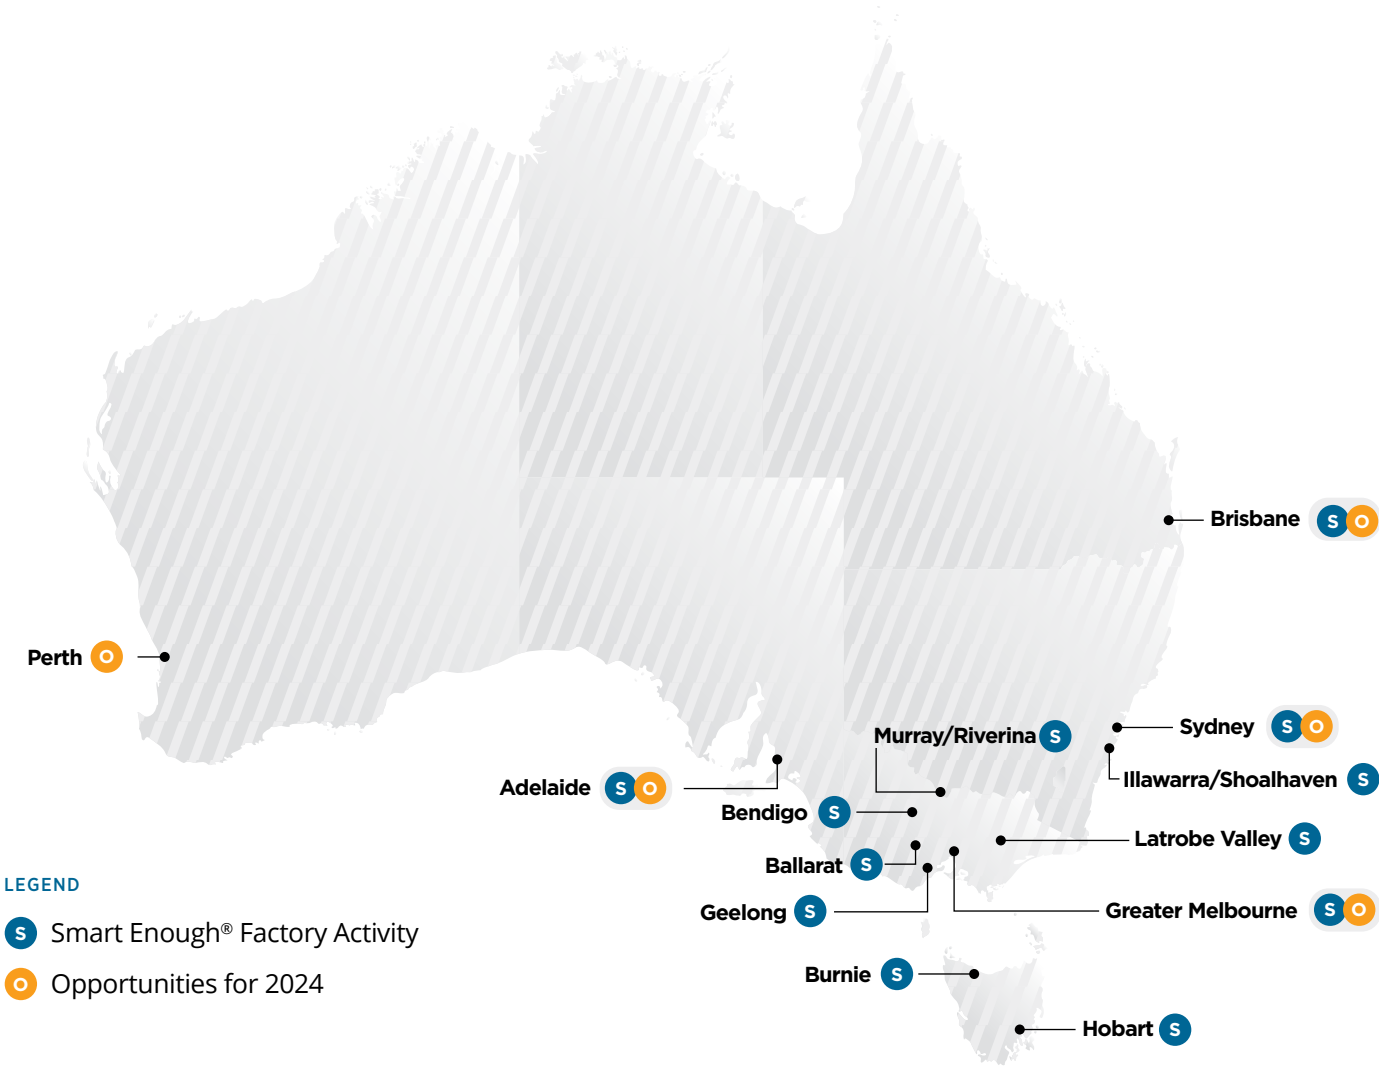 Brisbane S O
Perth O
Sydney S O
Murray/Riverina S
Illawarra/Shoalhaven S
Adelaide S O
Bendigo S
Latrobe Valley S
Ballarat S
Geelong S
Greater Melbourne S O
Burnie S
Hobart S
LEGEND
S Smart Enough® Factory Activity
O Opportunities for 2024